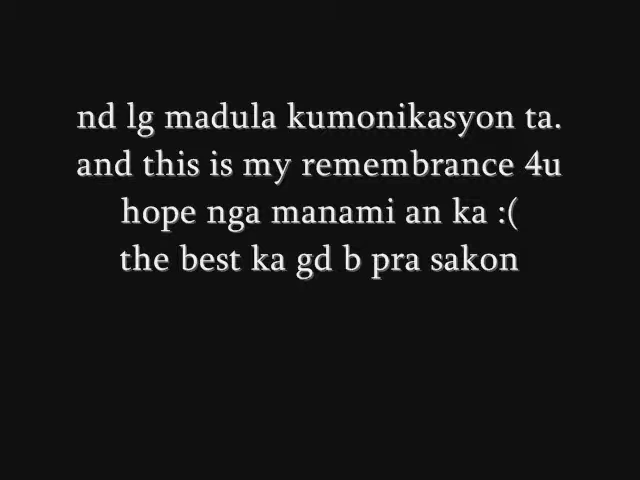 nd lg madula kumonikasyon ta.
and this is my remembrance 4u
hope nga manami an ka :(
the best ka gd b pra sakon